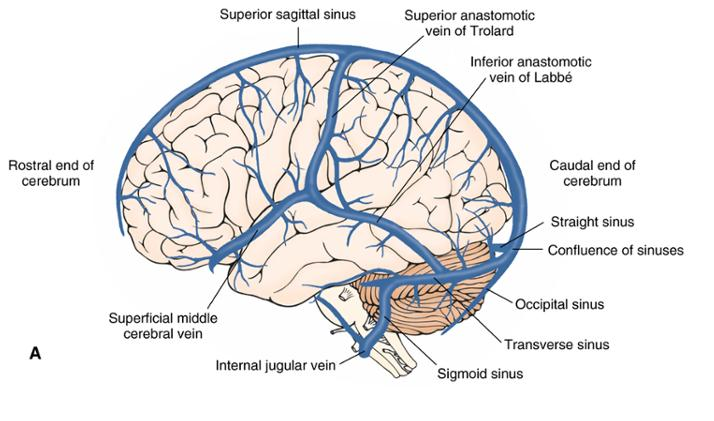 Superior sagittal sinus
Superior anastomotic
vein of Trolard
Inferior anastomotic
vein of Labbé
Rostral end of
cerebrum
Caudal end of
cerebrum
Straight sinus
Confluence of sinuses
Occipital sinus
Superficial middle
cerebral vein
Transverse sinus
A
Internal jugular vein
Sigmoid sinus